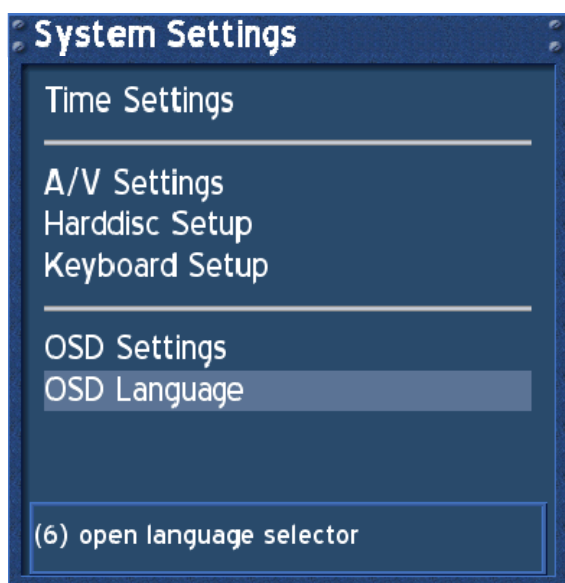 System Settings
Time Settings
A/V Settings
Harddisc Setup
Keyboard Setup
OSD Settings
OSD Language
(6) open language selector